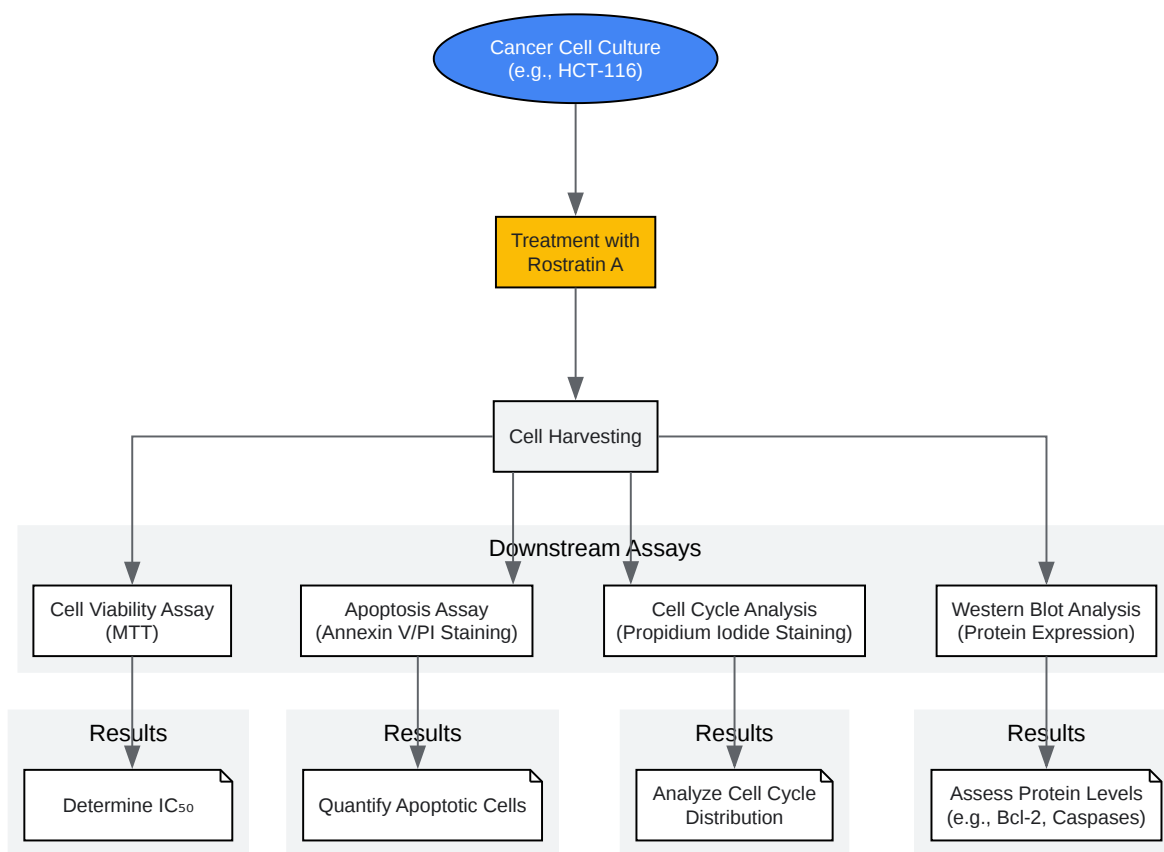 Cancer Cell Culture
(e.g., HCT-116)
Treatment with
Rostratin A
Cell Harvesting
Downstream Assays
Cell Viability Assay
(MTT)
Apoptosis Assay
(Annexin V/PI Staining)
Cell Cycle Analysis
(Propidium Iodide Staining)
Western Blot Analysis
(Protein Expression)
Results
Determine IC₅₀
Results
Quantify Apoptotic Cells
Results
Analyze Cell Cycle
Distribution
Results
Assess Protein Levels
(e.g., Bcl-2, Caspases)